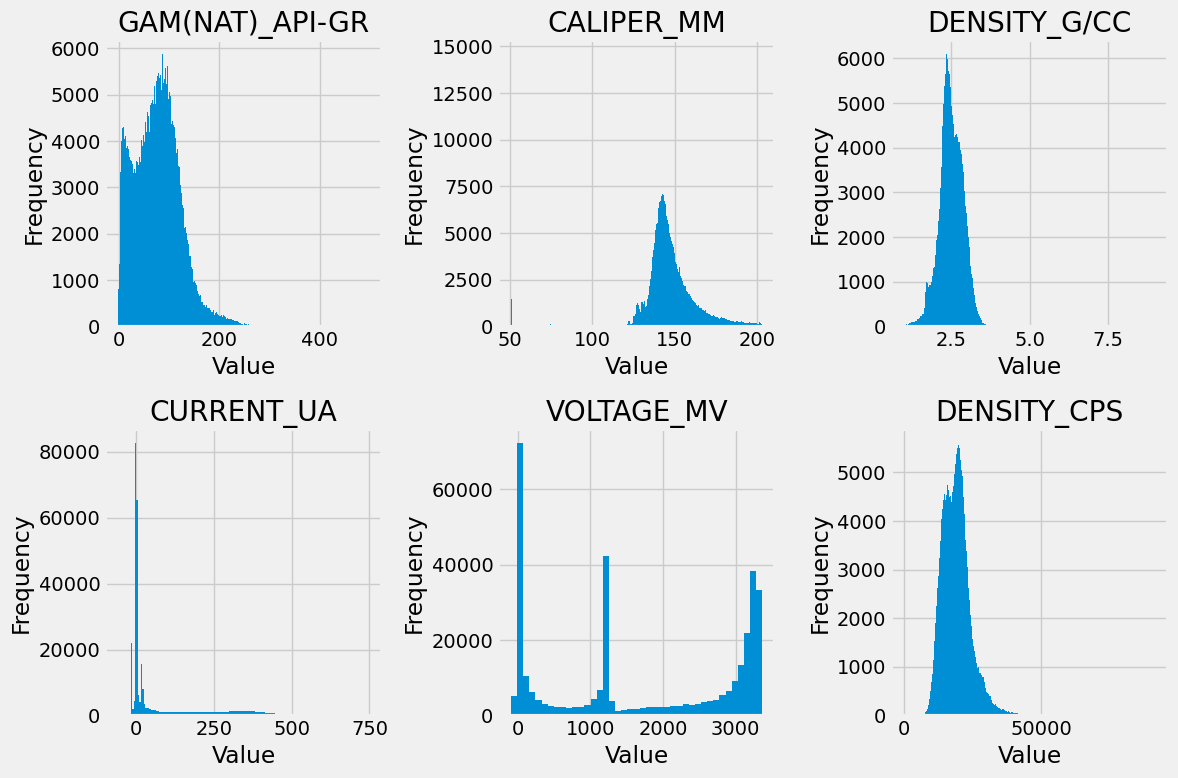 GAM(NAT)_API-GR
6000
5000
4000
3000
2000
1000
0
Frequency
0 200 400
Value
CALIPER_MM
15000
12500
10000
7500
5000
2500
0
Frequency
50 100 150 200
Value
DENSITY_G/CC
6000
5000
4000
3000
2000
1000
0
Frequency
2.5 5.0 7.5
Value
CURRENT_UA
80000
60000
40000
20000
0
Frequency
0 250 500 750
Value
VOLTAGE_MV
60000
40000
20000
0
Frequency
0 1000 2000 3000
Value
DENSITY_CPS
5000
4000
3000
2000
1000
0
Frequency
0 50000
Value